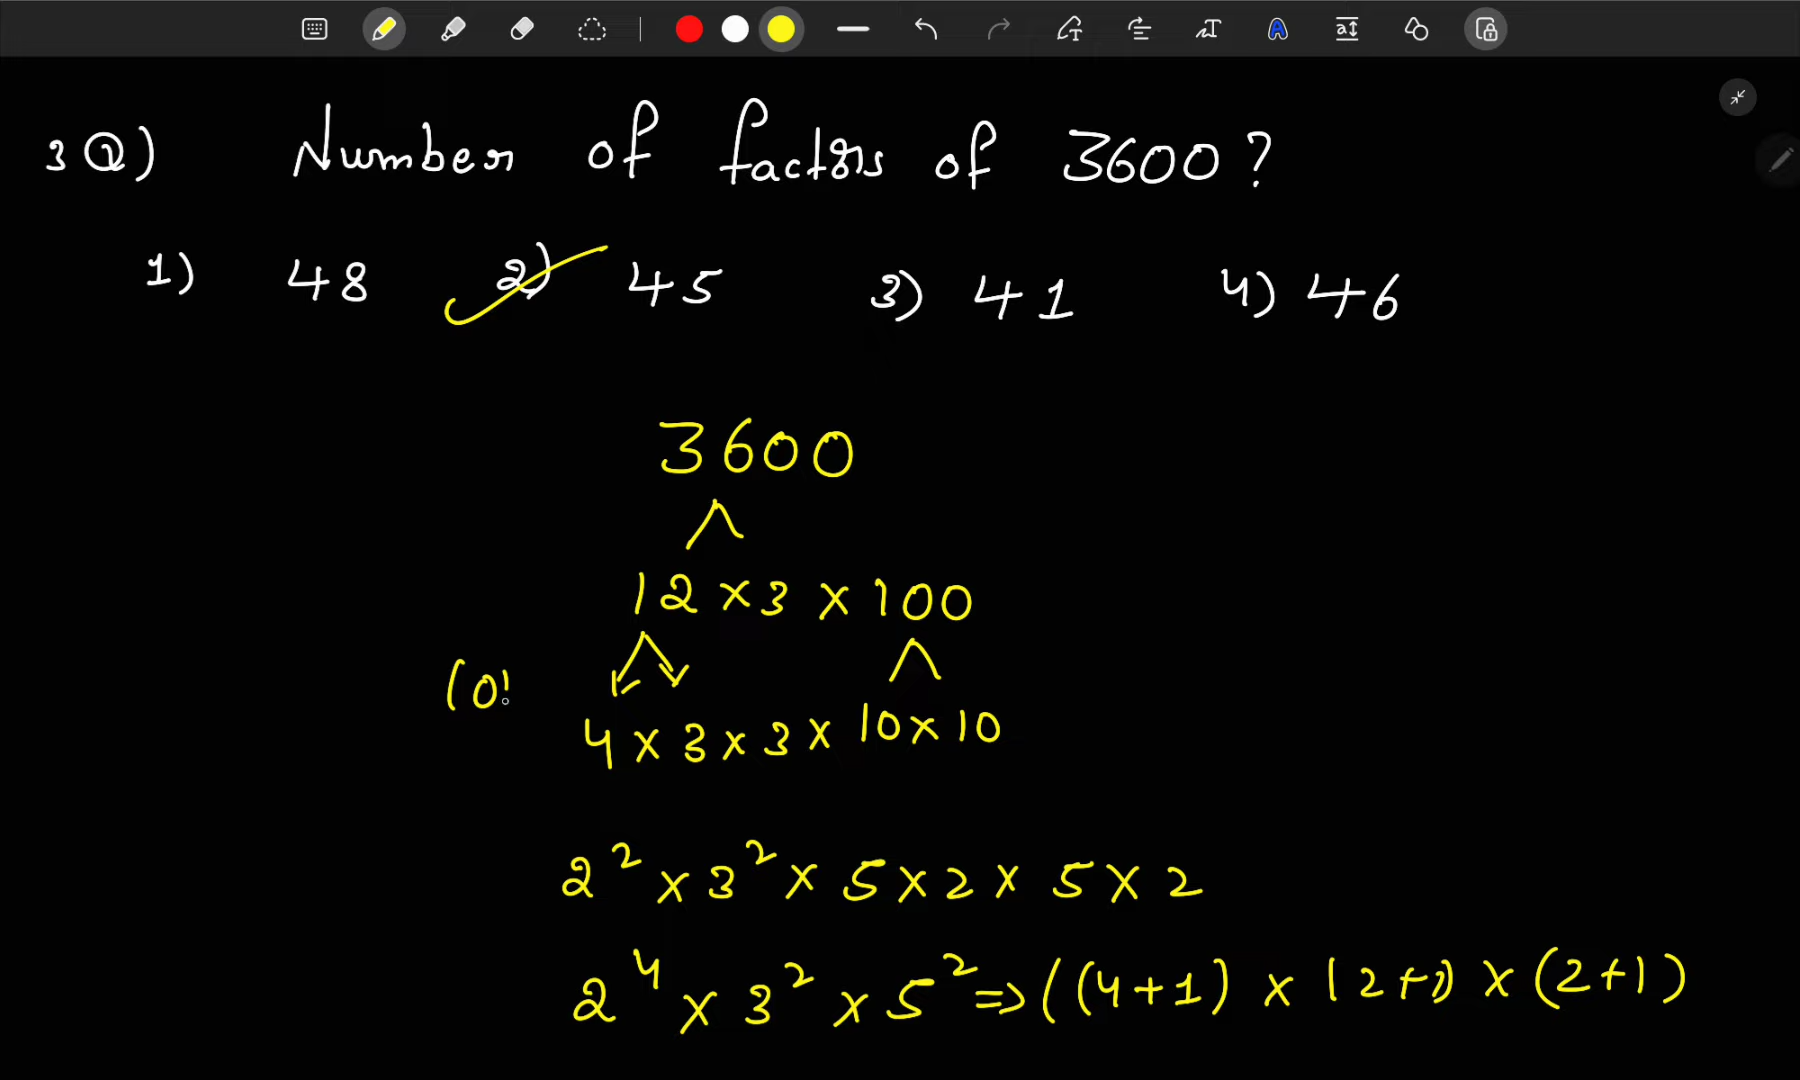 3Q) Number of factors of 3600?
1) 48 2) 45 3) 41 4) 46
3600
12 × 3 × 100
4 × 3 × 3 × 10 × 10
2² × 3² × 5 × 2 × 5 × 2
2⁴ × 3² × 5² ⇒ ((4+1) × (2+1) × (2+1)